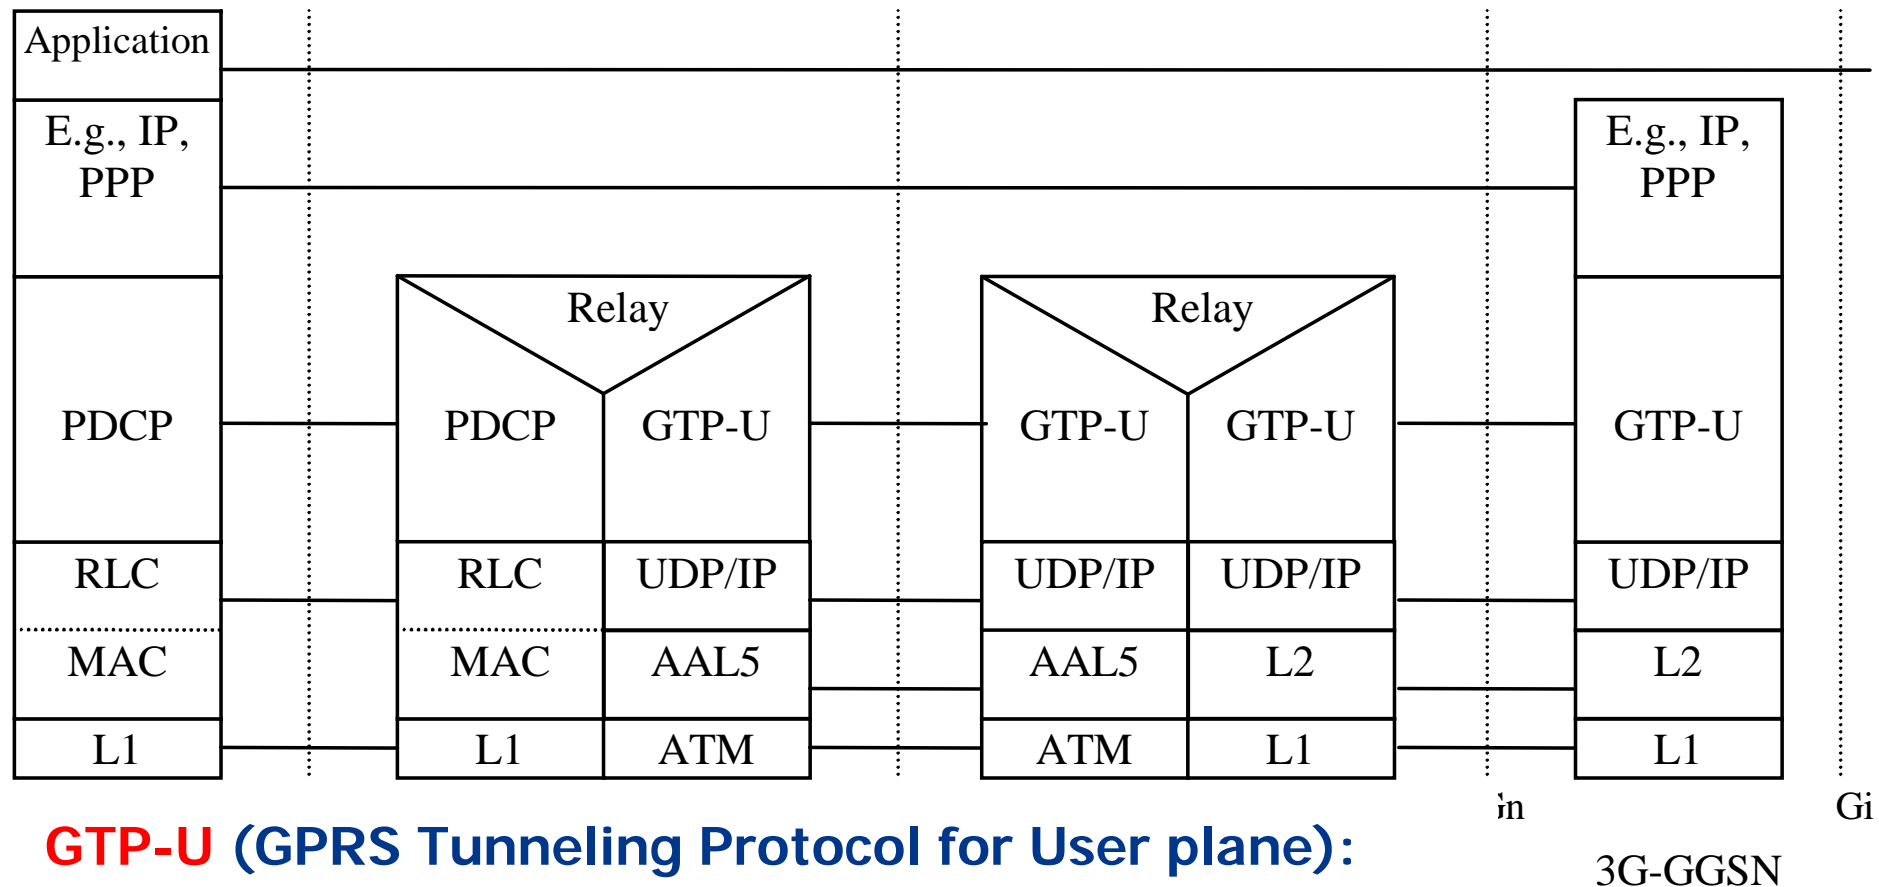 Application
E.g., IP,
PPP
E.g., IP,
PPP
Relay
Relay
PDCP
PDCP
GTP-U
GTP-U
GTP-U
GTP-U
RLC
RLC
UDP/IP
UDP/IP
UDP/IP
UDP/IP
MAC
MAC
AAL5
AAL5
L2
L2
L1
L1
ATM
ATM
L1
L1
Gi
GTP-U (GPRS Tunneling Protocol for User plane):
3G-GGSN